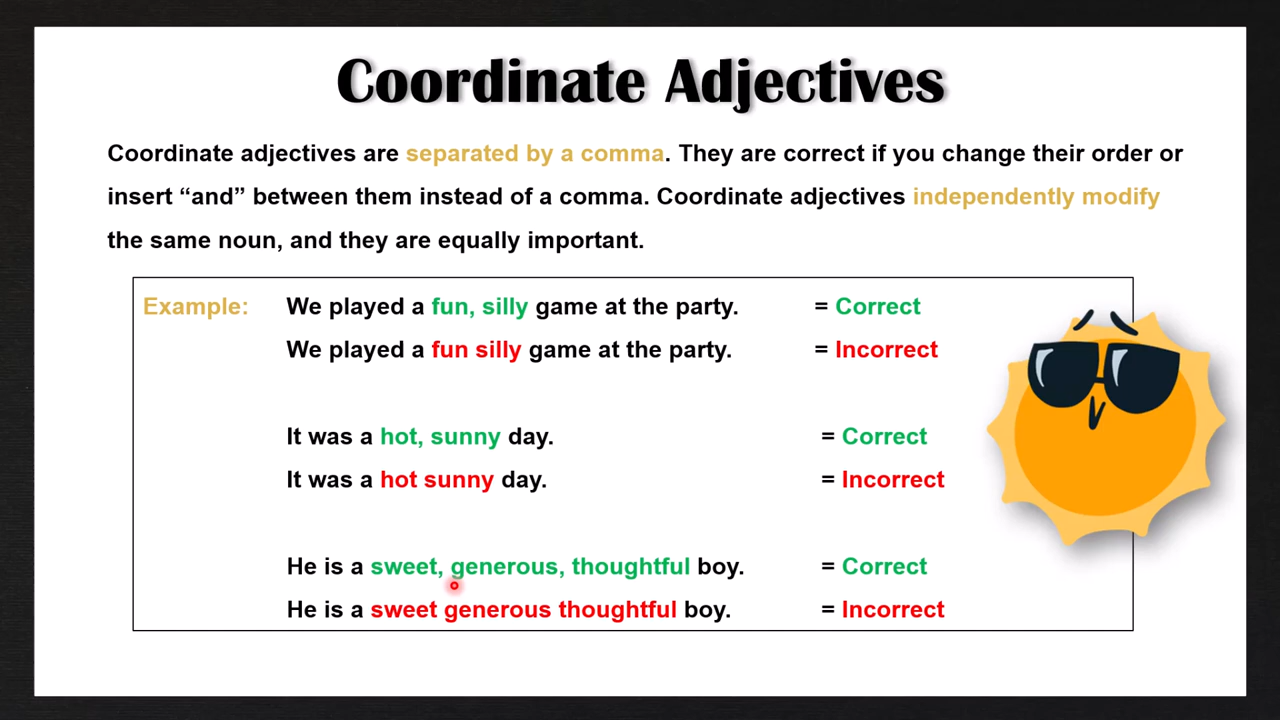 Coordinate Adjectives
Coordinate adjectives are separated by a comma. They are correct if you change their order or
insert “and” between them instead of a comma. Coordinate adjectives independently modify
the same noun, and they are equally important.
Example: We played a fun, silly game at the party. = Correct
We played a fun silly game at the party. = Incorrect
It was a hot, sunny day. = Correct
It was a hot sunny day. = Incorrect
He is a sweet, generous, thoughtful boy. = Correct
He is a sweet generous thoughtful boy. = Incorrect